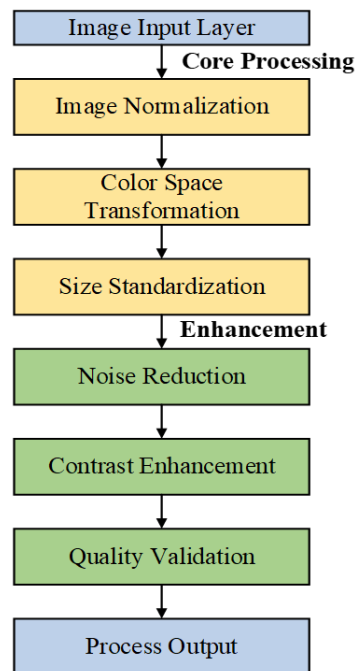 Image Input Layer
Core Processing
Image Normalization
Color Space
Transformation
Size Standardization
Enhancement
Noise Reduction
Contrast Enhancement
Quality Validation
Process Output